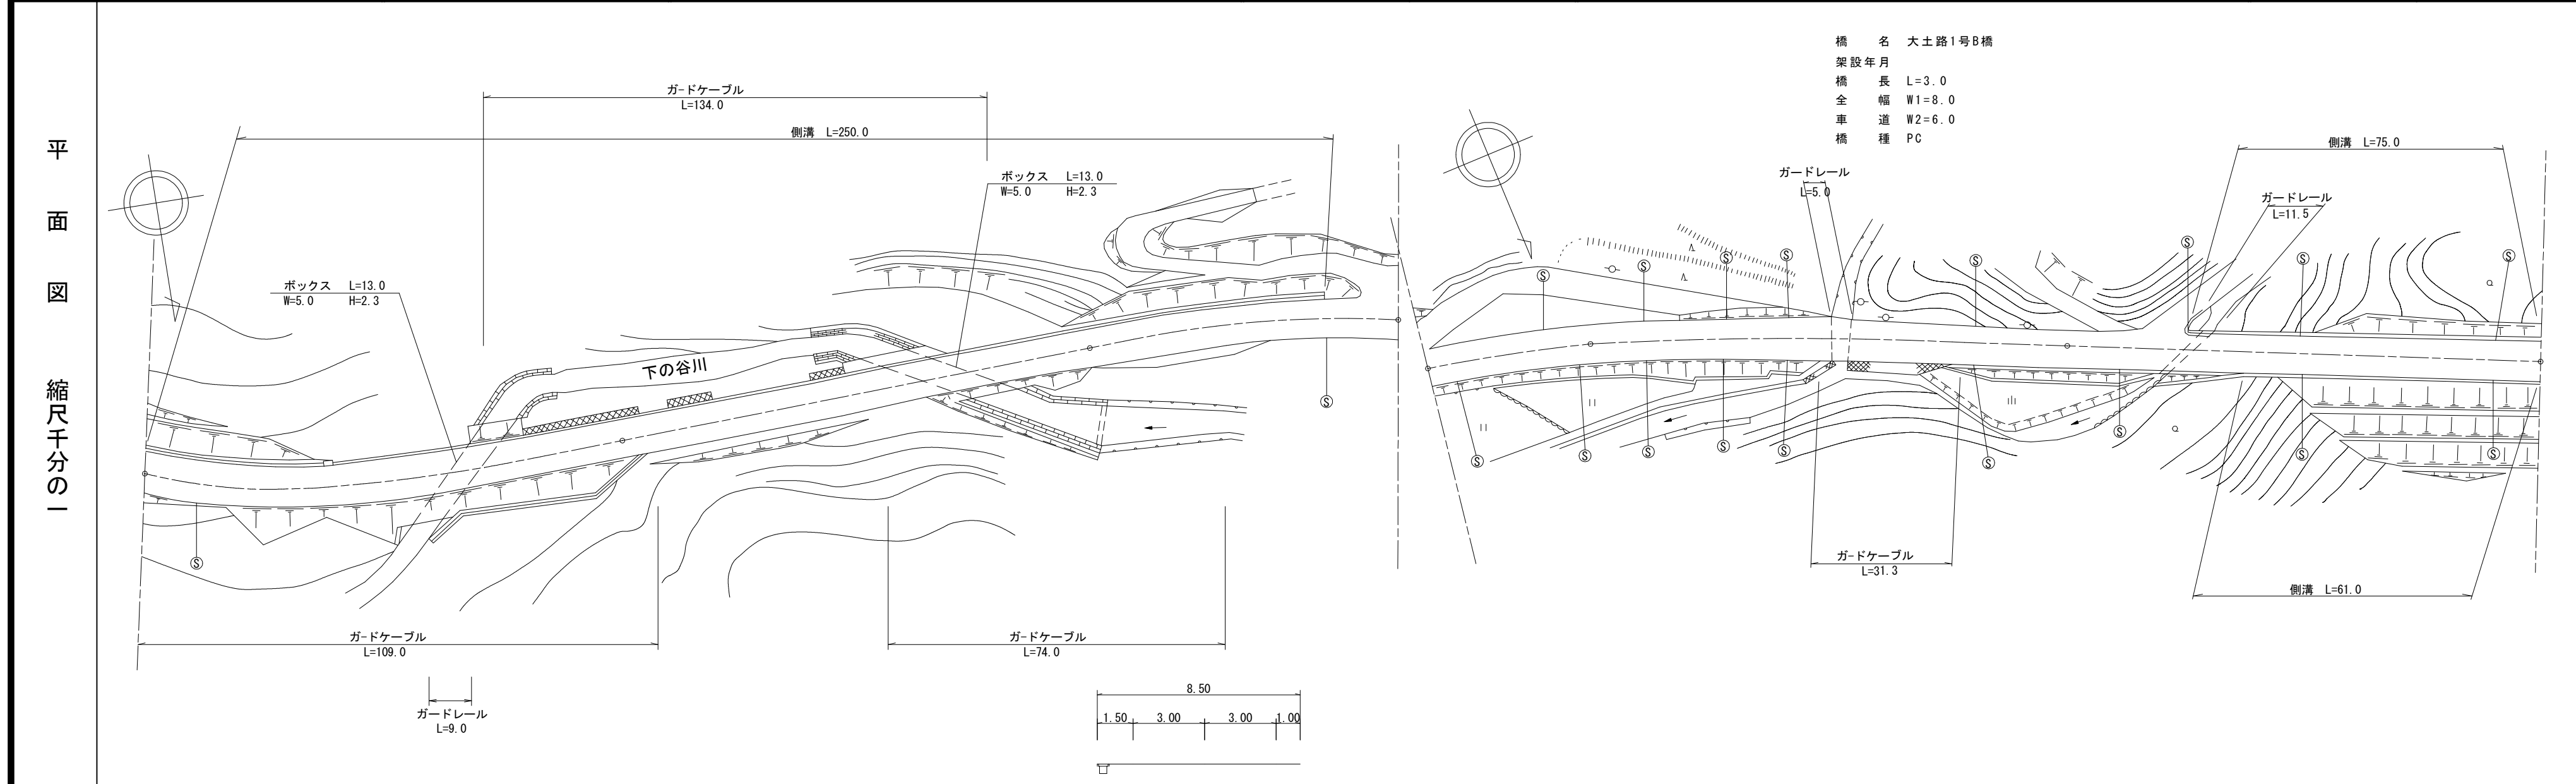 平面図 縮尺千分の一
ガードケーブル
L=134.0
側溝 L=250.0
ボックス L=13.0
W=5.0 H=2.3
ボックス L=13.0
W=5.0 H=2.3
下の谷川
S
S
ガードケーブル
L=109.0
ガードケーブル
L=74.0
ガードレール
L=9.0
8.50
1.50 3.00 3.00 1.00
橋名 大土路1号B橋
架設年月
橋長 L=3.0
全幅 W1=8.0
車道 W2=6.0
橋種 PC
ガードレール
L=5.0
側溝 L=75.0
ガードレール
L=11.5
S S S S S S S S
S S S S S S S S S
ガードケーブル
L=31.3
側溝 L=61.0